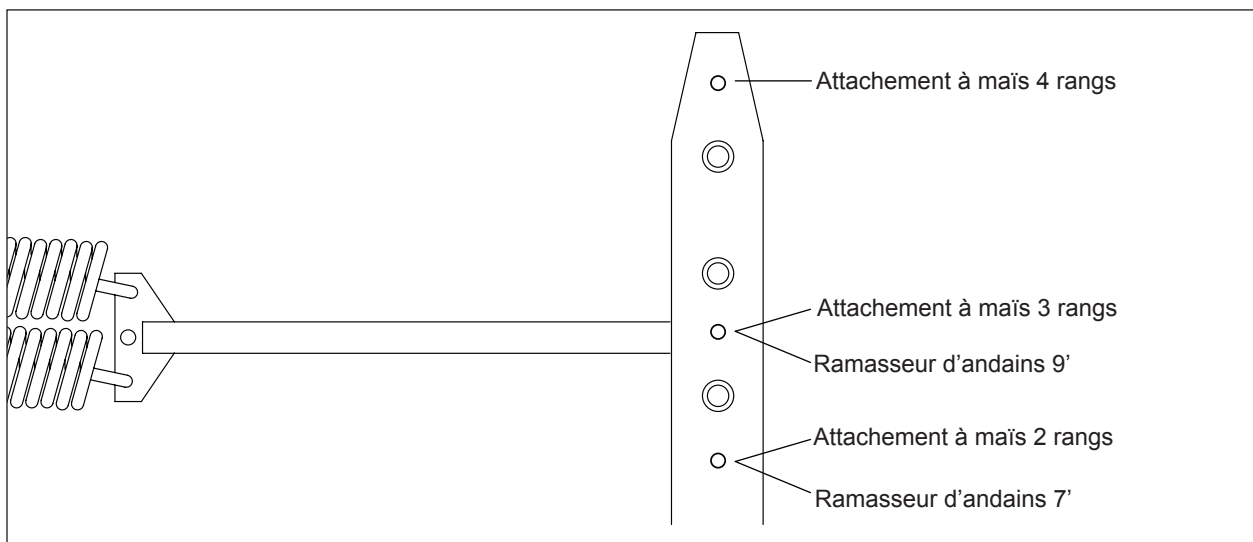 Attachement à maïs 4 rangs
Attachement à maïs 3 rangs
Ramasseur d’andains 9’
Attachement à maïs 2 rangs
Ramasseur d’andains 7’